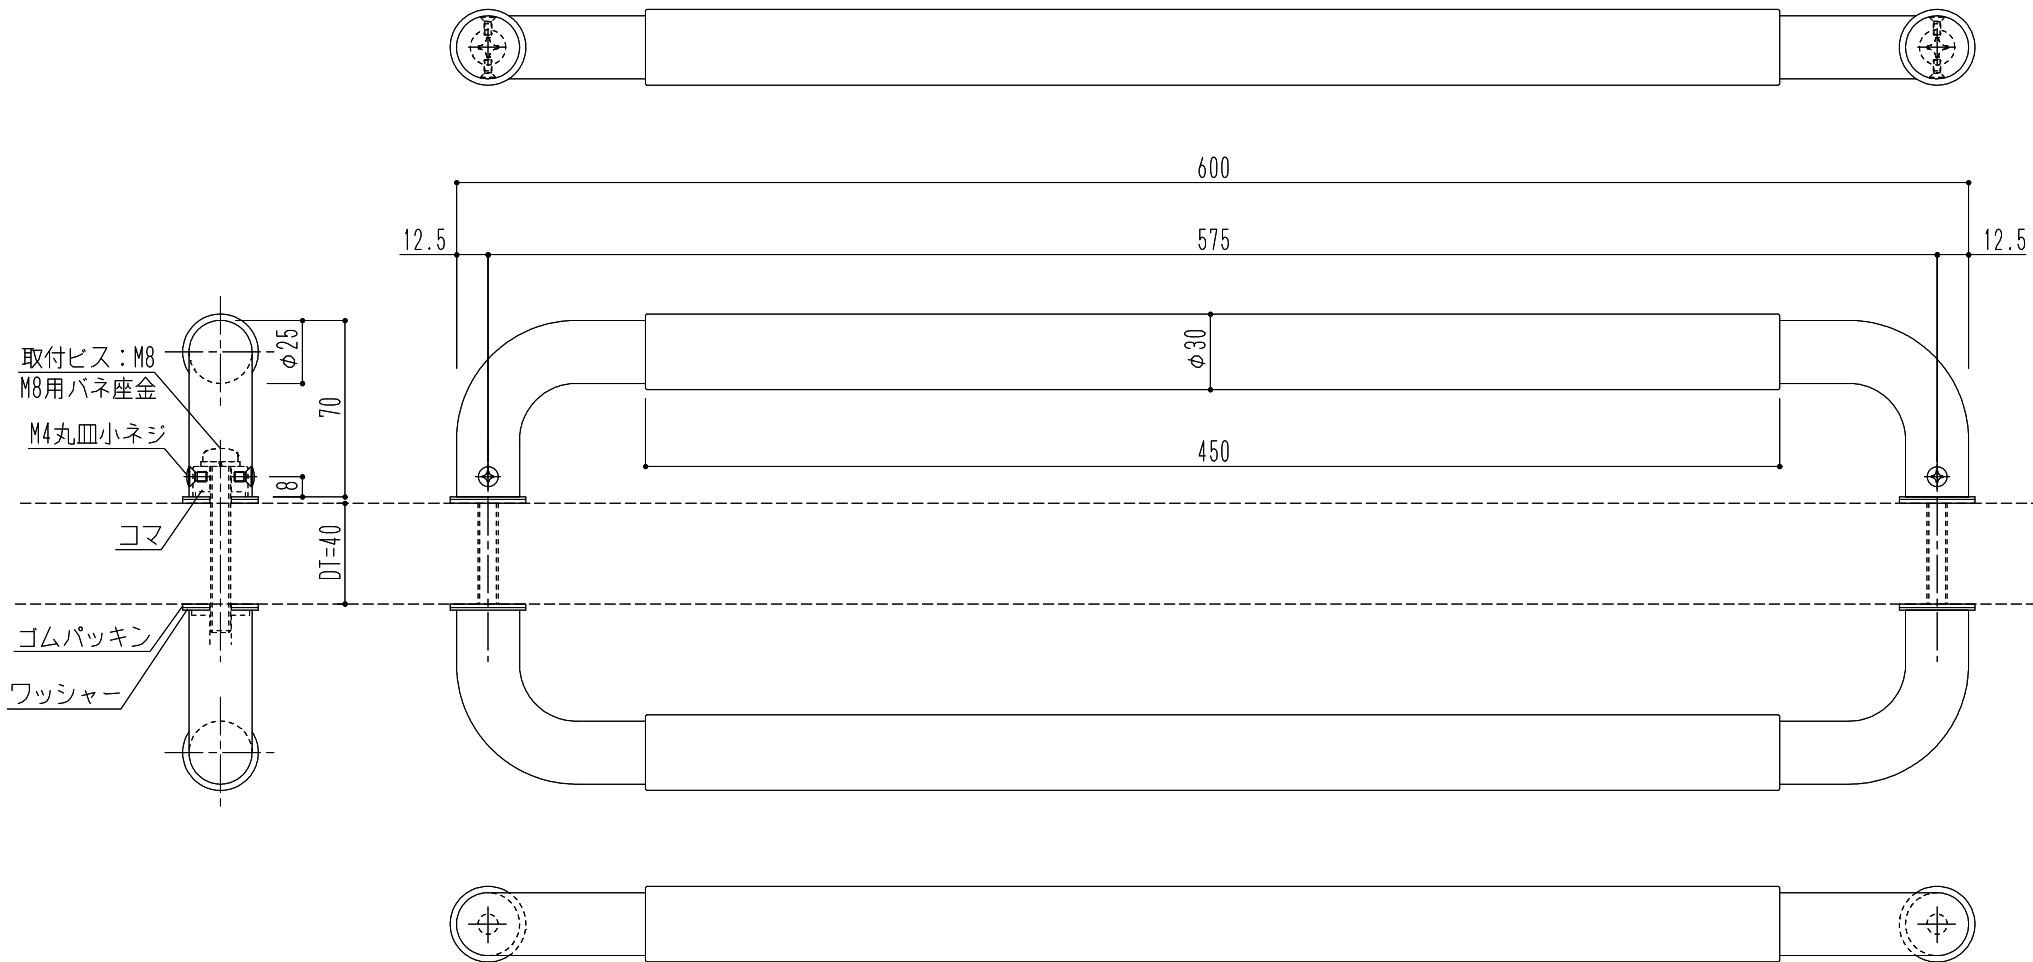 600
12.5
575
12.5
φ25
φ30
取付ビス：M8
M8用バネ座金
70
M4丸皿小ネジ
450
8
コマ
DT=40
ゴムパッキン
ワッシャー